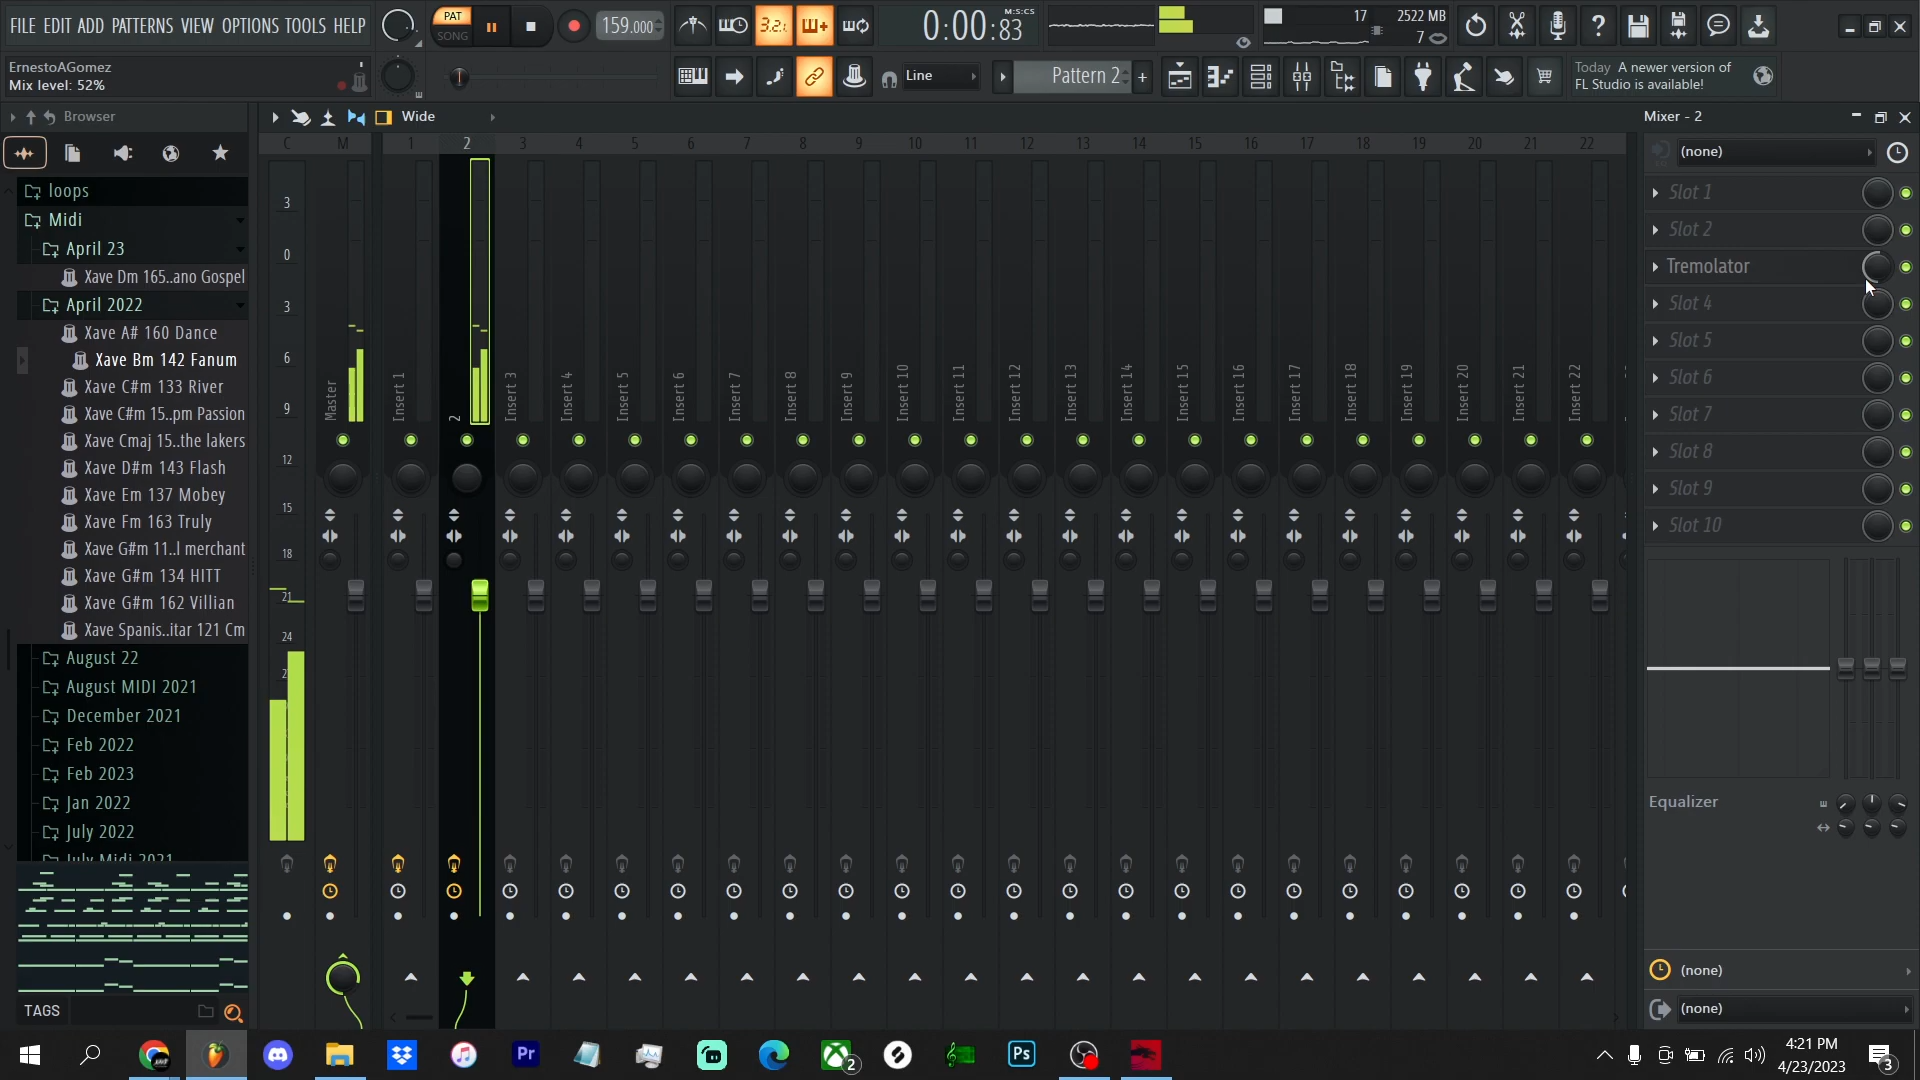 FILE EDIT ADD PATTERNS VIEW OPTIONS TOOLS HELP
PAT
SONG
159.000
3.2.
0:00:83
M:S:CS
17
2522 MB
7
ErnestoAGomez
Mix level: 52%
Line
Pattern 2
+
Today A newer version of
FL Studio is available!
Browser
Wide
Mixer - 2
loops
Midi
April 23
Xave Dm 165..ano Gospel
April 2022
Xave A# 160 Dance
Xave Bm 142 Fanum
Xave C#m 133 River
Xave C#m 15..pm Passion
Xave Cmaj 15..the lakers
Xave D#m 143 Flash
Xave Em 137 Mobey
Xave Fm 163 Truly
Xave G#m 11..l merchant
Xave G#m 134 HITT
Xave G#m 162 Villian
Xave Spanis..itar 121 Cm
August 22
August MIDI 2021
December 2021
Feb 2022
Feb 2023
Jan 2022
July 2022
July Midi 2021
TAGS
C M 1 2 3 4 5 6 7 8 9 10 11 12 13 14 15 16 17 18 19 20 21 22
3
0
3
6
9
12
15
18
21
24
Master
Insert 1
2
Insert 3
Insert 4
Insert 5
Insert 6
Insert 7
Insert 8
Insert 9
Insert 10
Insert 11
Insert 12
Insert 13
Insert 14
Insert 15
Insert 16
Insert 17
Insert 18
Insert 19
Insert 20
Insert 21
Insert 22
(none)
Slot 1
Slot 2
Tremolator
Slot 4
Slot 5
Slot 6
Slot 7
Slot 8
Slot 9
Slot 10
Equalizer
(none)
(none)
Pr
Ps
2
4:21 PM
4/23/2023
3